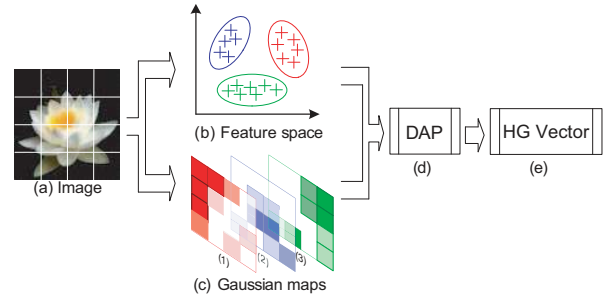 (a) Image
(b) Feature space
(1)
(2)
(3)
(c) Gaussian maps
DAP
(d)
HG Vector
(e)